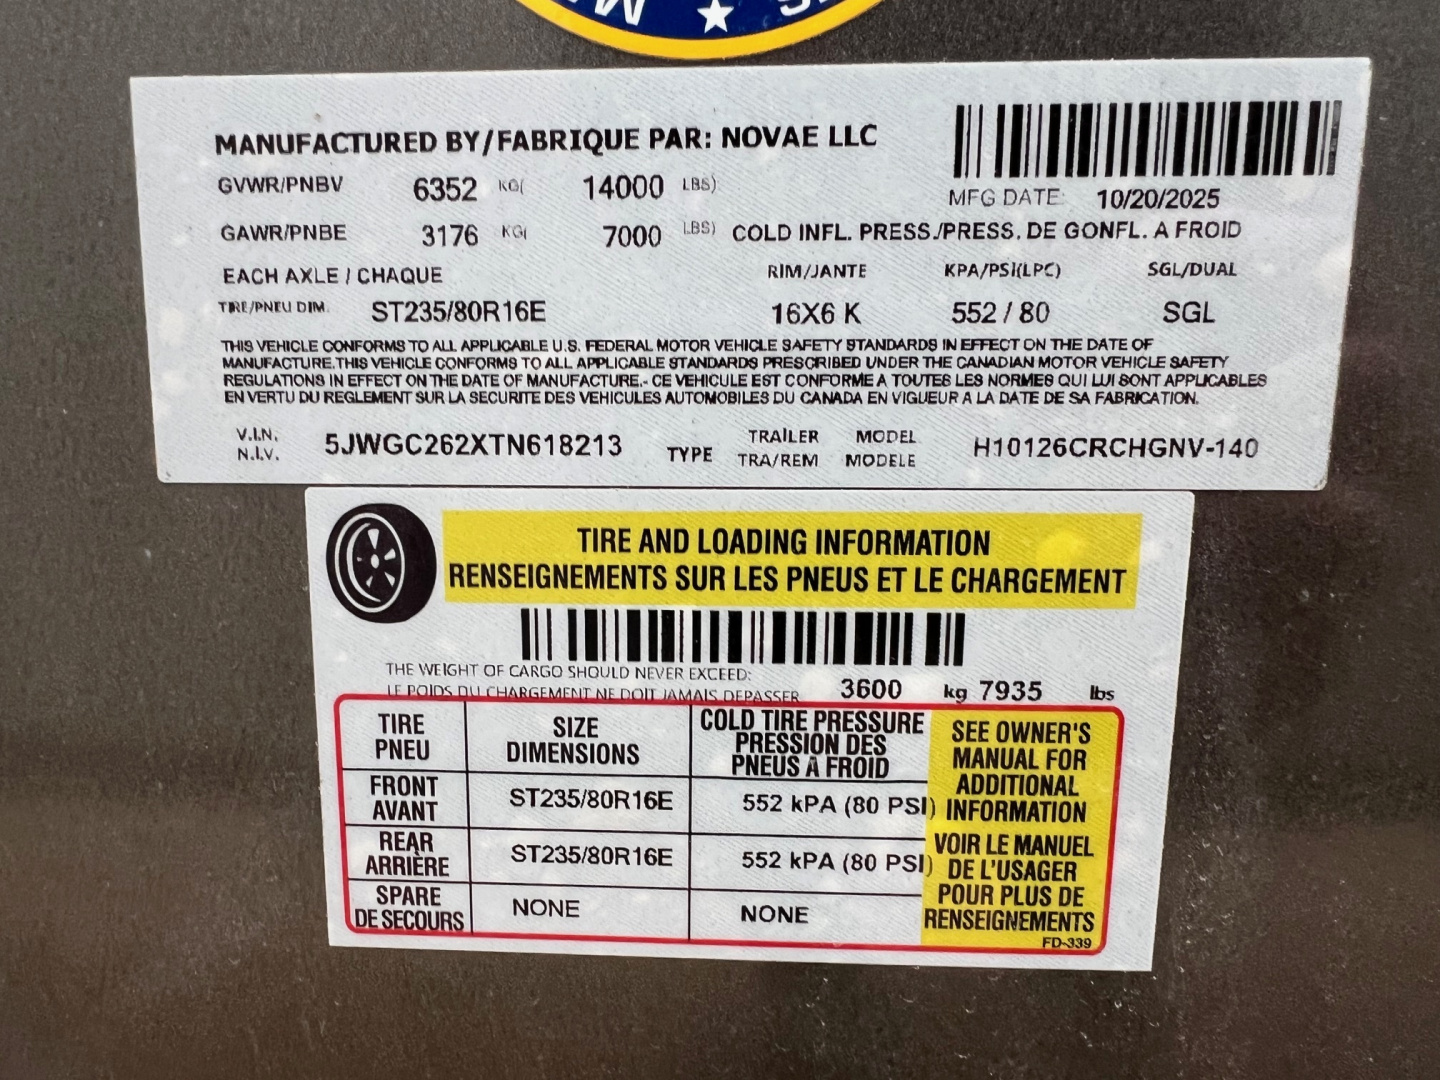 MANUFACTURED BY/FABRIQUE PAR: NOVAE LLC
GVWR/PNBV 6352 KG( 14000 LBS)
MFG DATE: 10/20/2025
GAWR/PNBE 3176 KG( 7000 LBS) COLD INFL. PRESS./PRESS. DE GONFL. A FROID
EACH AXLE / CHAQUE RIM/JANTE KPA/PSI(LPC) SGL/DUAL
TIRE/PNEU DIM. ST235/80R16E 16X6 K 552 / 80 SGL
THIS VEHICLE CONFORMS TO ALL APPLICABLE U.S. FEDERAL MOTOR VEHICLE SAFETY STANDARDS IN EFFECT ON THE DATE OF
MANUFACTURE.THIS VEHICLE CONFORMS TO ALL APPLICABLE STANDARDS PRESCRIBED UNDER THE CANADIAN MOTOR VEHICLE SAFETY
REGULATIONS IN EFFECT ON THE DATE OF MANUFACTURE.- CE VEHICULE EST CONFORME A TOUTES LES NORMES QUI LUI SONT APPLICABLES
EN VERTU DU REGLEMENT SUR LA SECURITE DES VEHICULES AUTOMOBILES DU CANADA EN VIGUEUR A LA DATE DE SA FABRICATION.
V.I.N. 5JWGC262XTN618213 TYPE TRAILER MODEL H10126CRCHGNV-140
N.I.V. TRA/REM MODELE
TIRE AND LOADING INFORMATION
RENSEIGNEMENTS SUR LES PNEUS ET LE CHARGEMENT
THE WEIGHT OF CARGO SHOULD NEVER EXCEED:
LE POIDS DU CHARGEMENT NE DOIT JAMAIS DEPASSER 3600 kg 7935 lbs
TIRE
PNEU
SIZE
DIMENSIONS
COLD TIRE PRESSURE
PRESSION DES
PNEUS À FROID
FRONT
AVANT
ST235/80R16E
552 kPA (80 PSI)
REAR
ARRIÈRE
ST235/80R16E
552 kPA (80 PSI)
SPARE
DE SECOURS
NONE
NONE
SEE OWNER'S
MANUAL FOR
ADDITIONAL
INFORMATION
VOIR LE MANUEL
DE L'USAGER
POUR PLUS DE
RENSEIGNEMENTS
FD-339